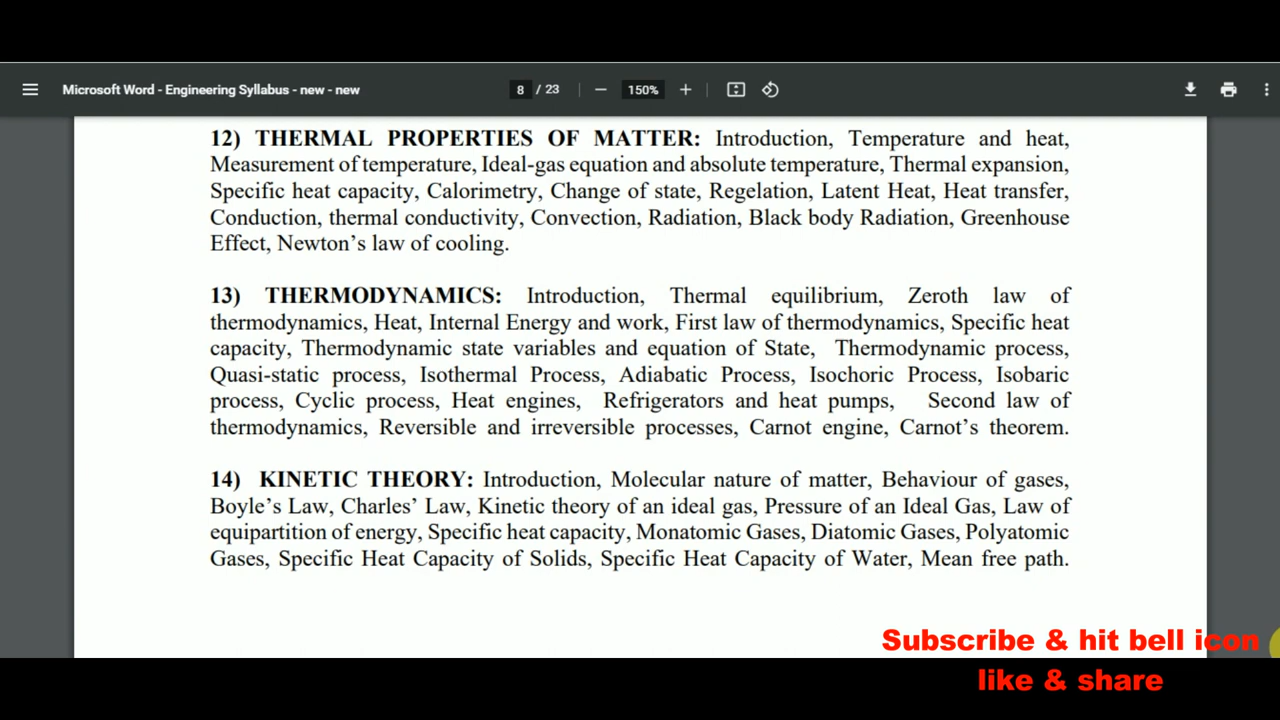 Microsoft Word - Engineering Syllabus - new - new
8 / 23
150%
12) THERMAL PROPERTIES OF MATTER: Introduction, Temperature and heat,
Measurement of temperature, Ideal-gas equation and absolute temperature, Thermal expansion,
Specific heat capacity, Calorimetry, Change of state, Regelation, Latent Heat, Heat transfer,
Conduction, thermal conductivity, Convection, Radiation, Black body Radiation, Greenhouse
Effect, Newton’s law of cooling.
13) THERMODYNAMICS: Introduction, Thermal equilibrium, Zeroth law of
thermodynamics, Heat, Internal Energy and work, First law of thermodynamics, Specific heat
capacity, Thermodynamic state variables and equation of State, Thermodynamic process,
Quasi-static process, Isothermal Process, Adiabatic Process, Isochoric Process, Isobaric
process, Cyclic process, Heat engines, Refrigerators and heat pumps, Second law of
thermodynamics, Reversible and irreversible processes, Carnot engine, Carnot’s theorem.
14) KINETIC THEORY: Introduction, Molecular nature of matter, Behaviour of gases,
Boyle’s Law, Charles’ Law, Kinetic theory of an ideal gas, Pressure of an Ideal Gas, Law of
equipartition of energy, Specific heat capacity, Monatomic Gases, Diatomic Gases, Polyatomic
Gases, Specific Heat Capacity of Solids, Specific Heat Capacity of Water, Mean free path.
Subscribe & hit bell icon
like & share